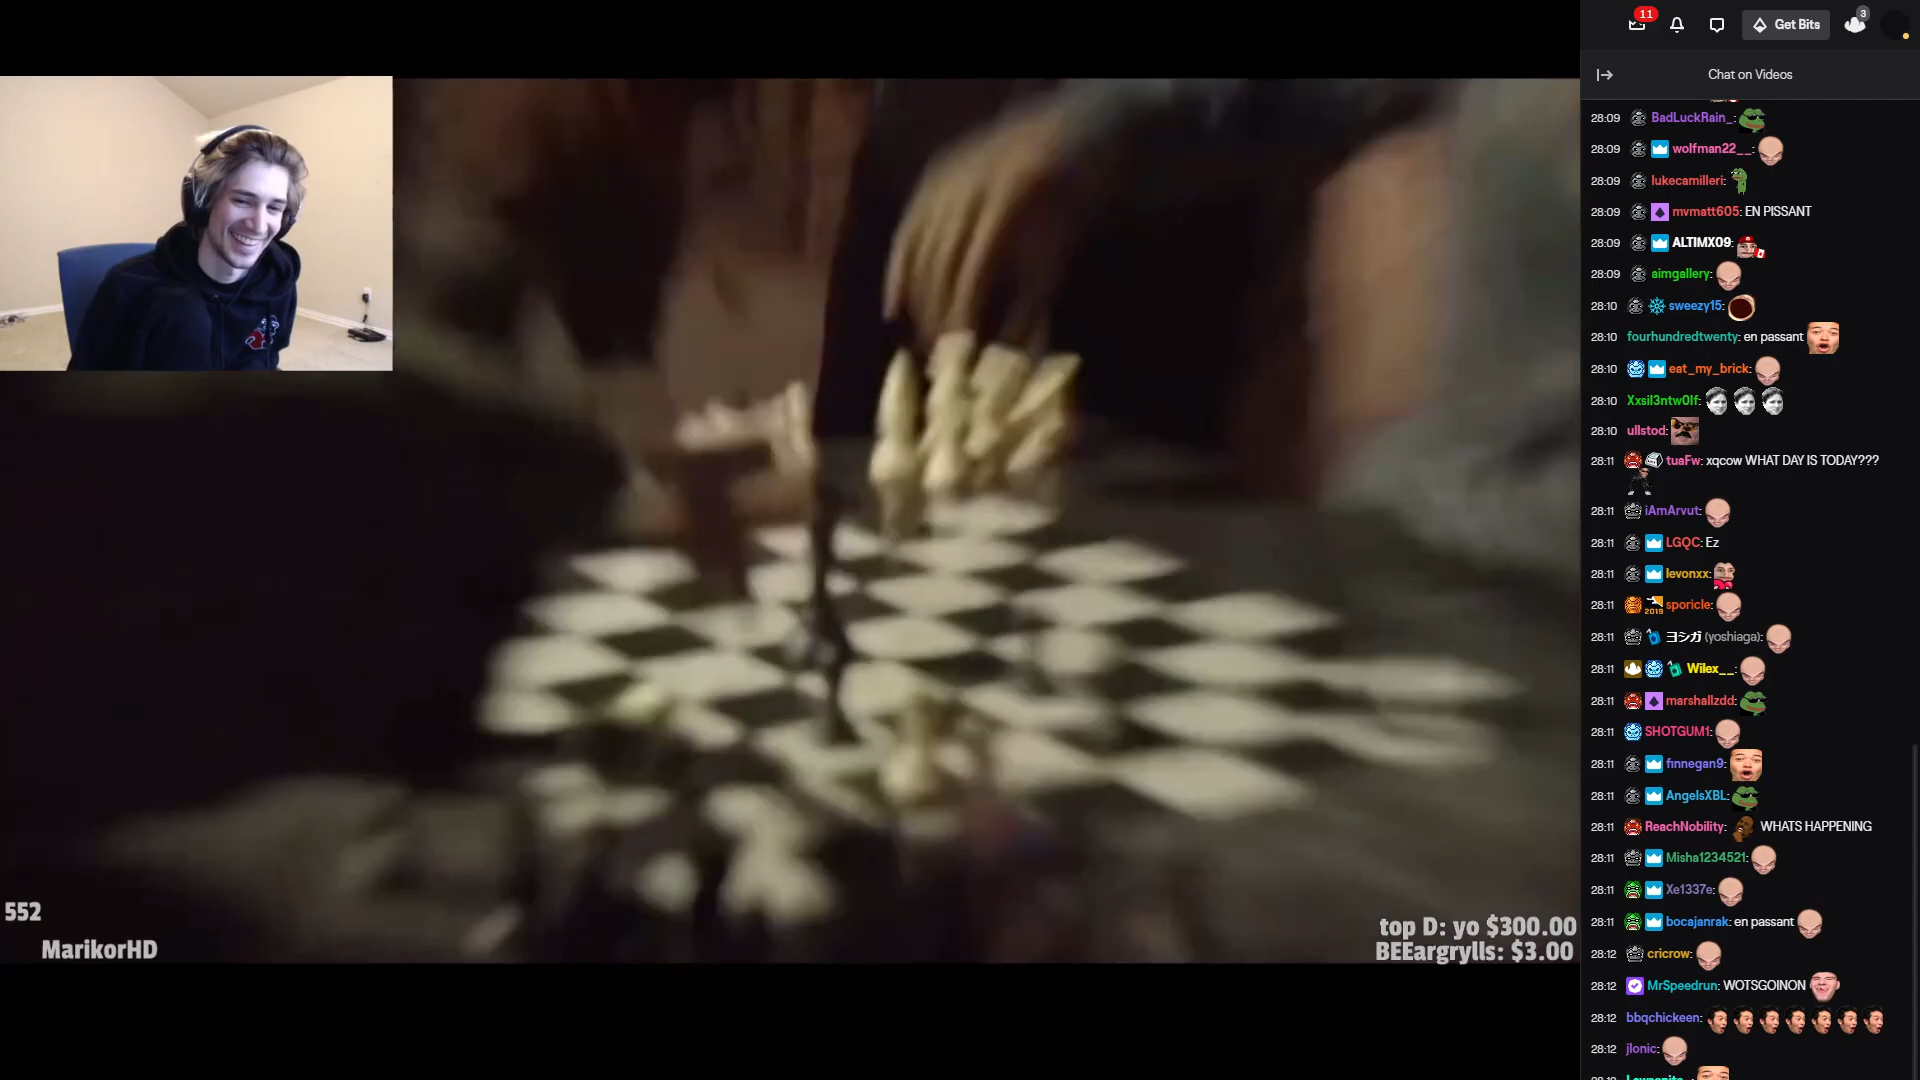 11
3
Get Bits
Chat on Videos
28:09 BadLuckRain_:
28:09 wolfman22__:
28:09 lukecamilleri:
28:09 mvmatt605: EN PISSANT
28:09 ALTIMX09:
28:09 aimgallery:
28:10 sweezy15:
28:10 fourhundredtwenty: en passant
28:10 eat_my_brick:
28:10 Xxsil3ntw0lf:
28:10 ullstod:
28:11 tuaFw: xqcow WHAT DAY IS TODAY???
28:11 iAmArvut:
28:11 LGQC: Ez
28:11 levonxx:
28:11 2019 sporicle:
28:11 ヨシガ (yoshiaga):
28:11 Wilex__:
28:11 marshallzdd:
28:11 SHOTGUM1:
28:11 finnegan9:
28:11 AngelsXBL:
28:11 ReachNobility: WHATS HAPPENING
28:11 Misha1234521:
28:11 Xe1337e:
28:11 bocajanrak: en passant
28:12 cricrow:
28:12 MrSpeedrun: WOTSGOINON
28:12 bbqchickeen:
28:12 jlonic:
552
MarikorHD
top D: yo $300.00
BEEargrylls: $3.00